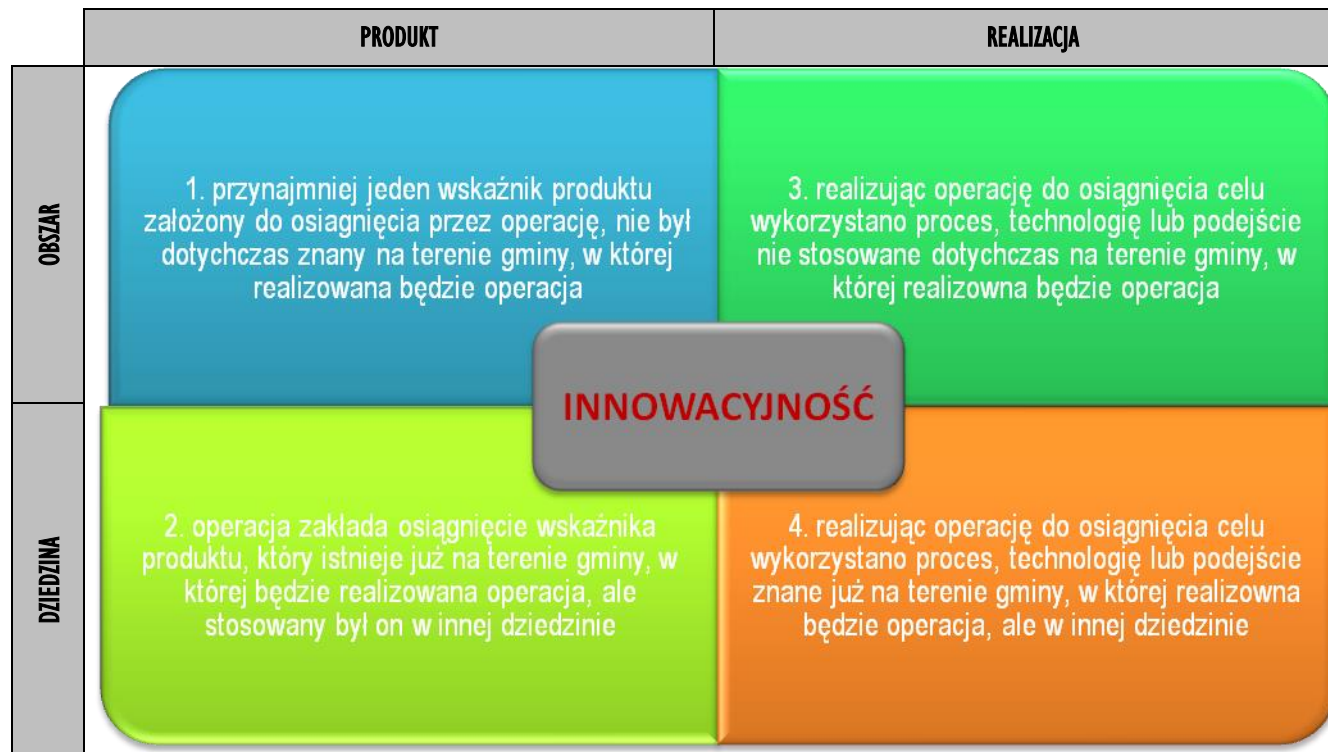 PRODUKT
REALIZACJA
OBSZAR
1. przynajmniej jeden wskaźnik produktu
założony do osiagnięcia przez operację, nie był
dotychczas znany na terenie gminy, w której
realizowana będzie operacja
3. realizując operację do osiągnięcia celu
wykorzystano proces, technologię lub podejście
nie stosowane dotychczas na terenie gminy, w
której realizowna będzie operacja
INNOWACYJNOŚĆ
DZIEDZINA
2. operacja zakłada osiągnięcie wskaźnika
produktu, który istnieje już na terenie gminy, w
której będzie realizowana operacja, ale
stosowany był on w innej dziedzinie
4. realizując operację do osiągnięcia celu
wykorzystano proces, technologię lub podejście
znane już na terenie gminy, w której realizowna
będzie operacja, ale w innej dziedzinie